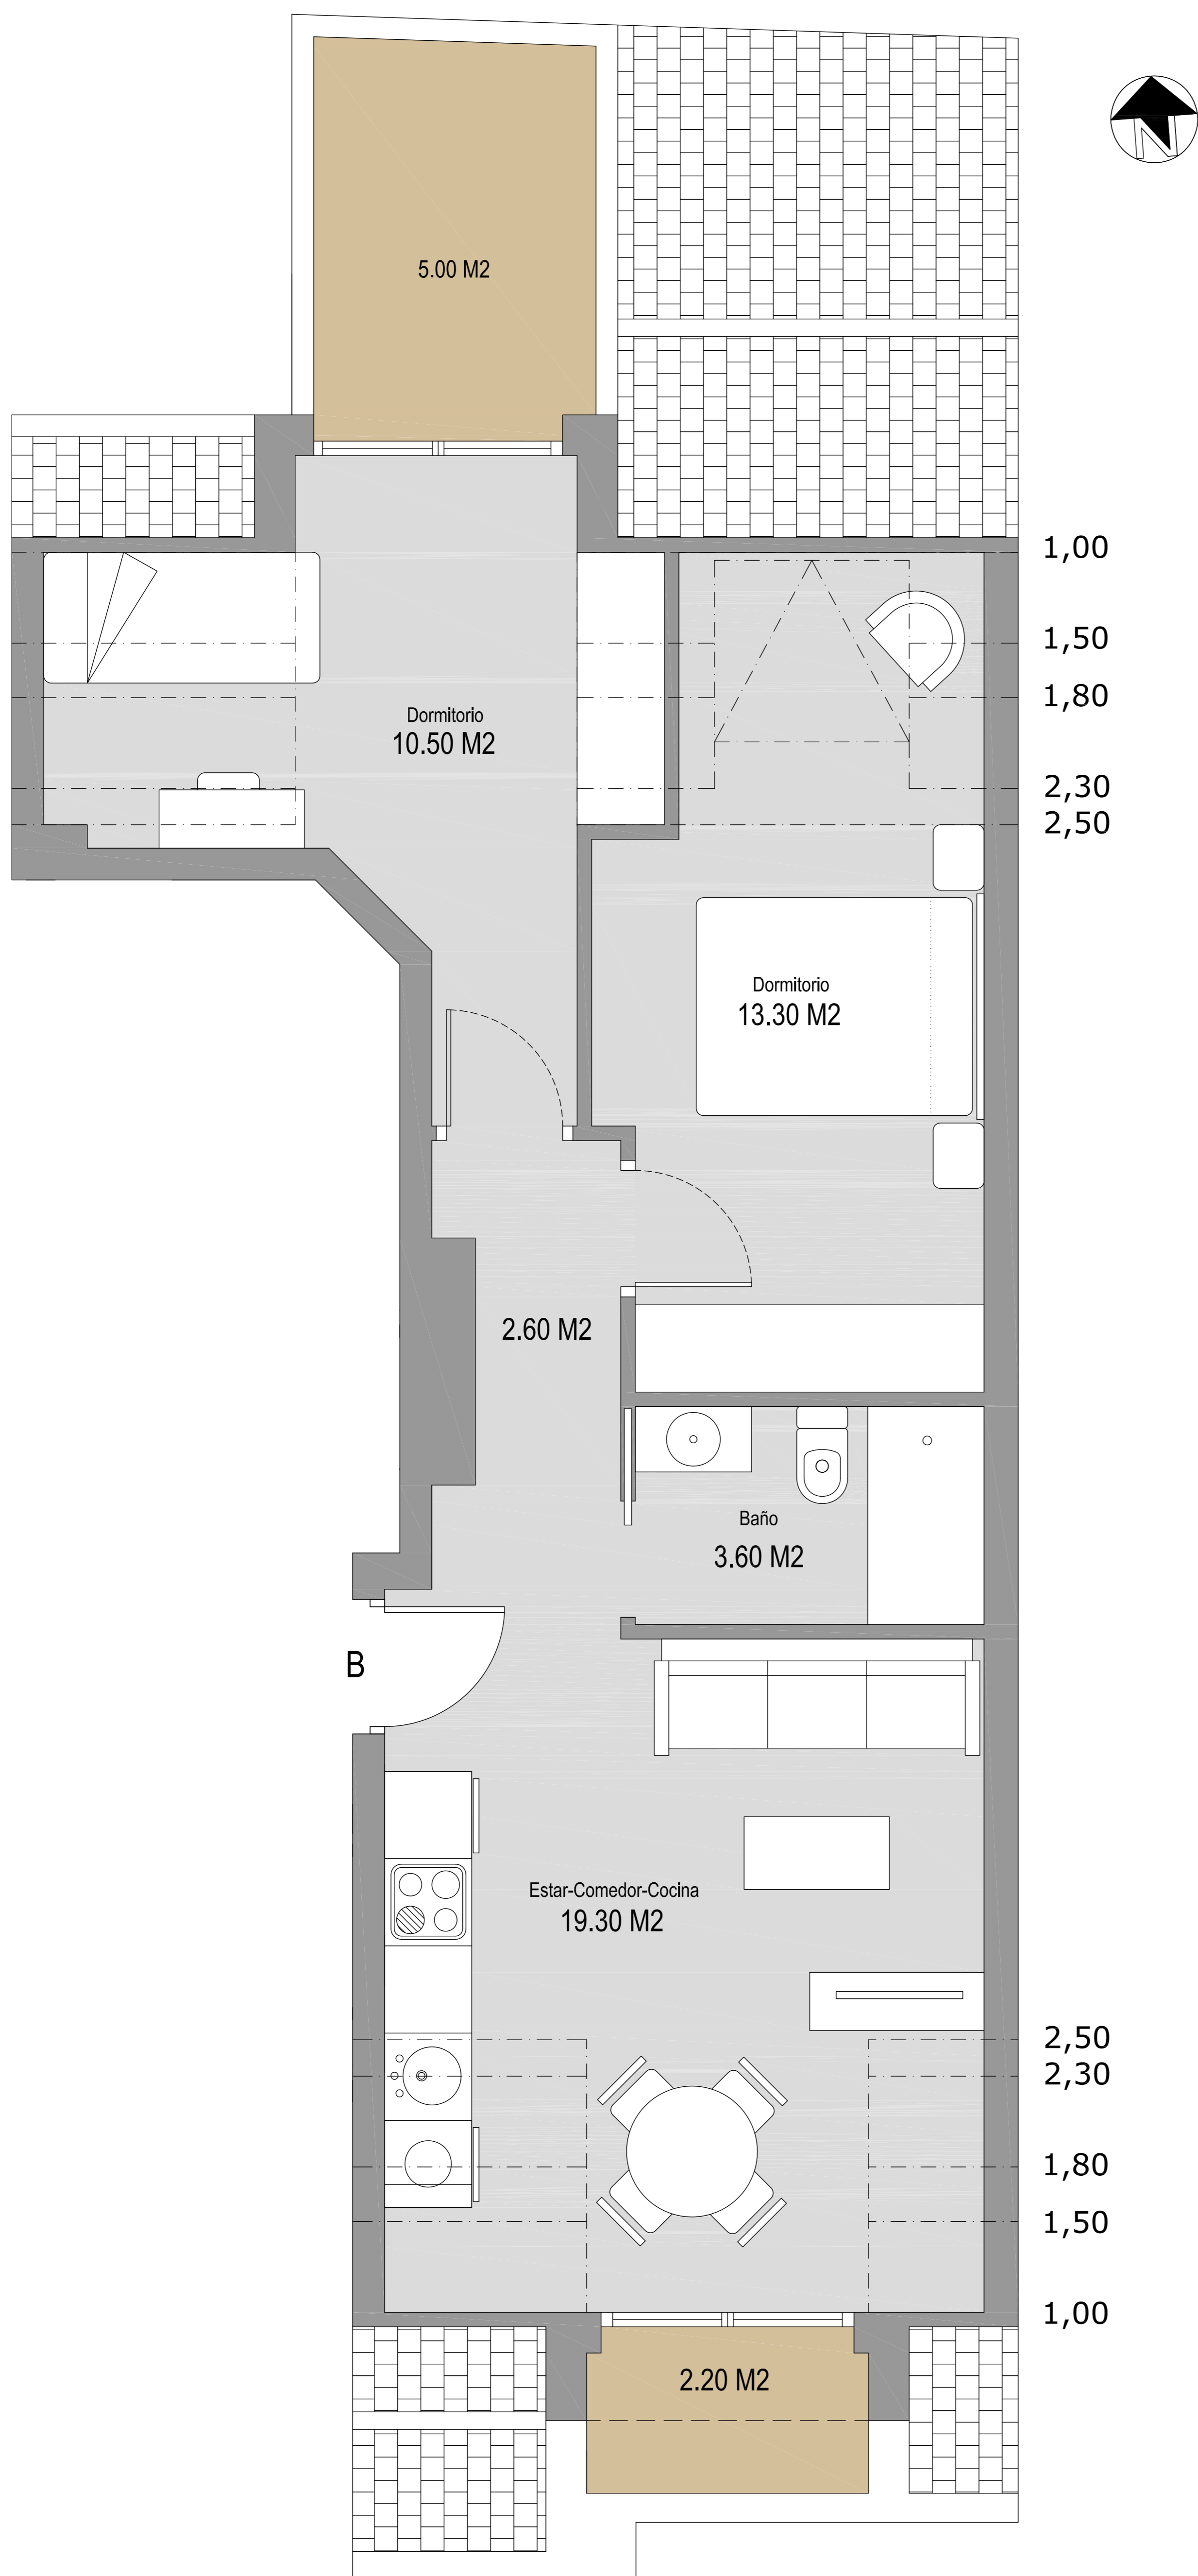 N
5.00 M2
1,00
1,50
1,80
2,30
2,50
Dormitorio
10.50 M2
Dormitorio
13.30 M2
2.60 M2
Baño
3.60 M2
B
Estar-Comedor-Cocina
19.30 M2
2,50
2,30
1,80
1,50
1,00
2.20 M2